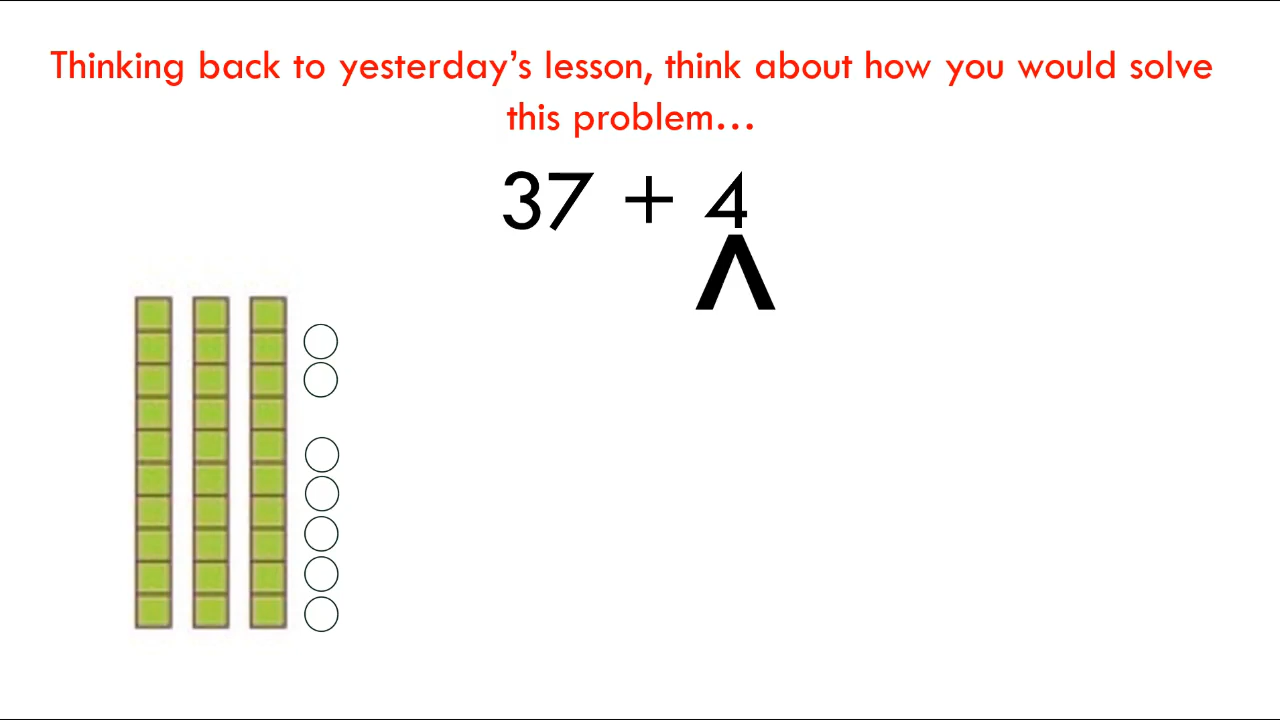 Thinking back to yesterday’s lesson, think about how you would solve
this problem…
37 + 4